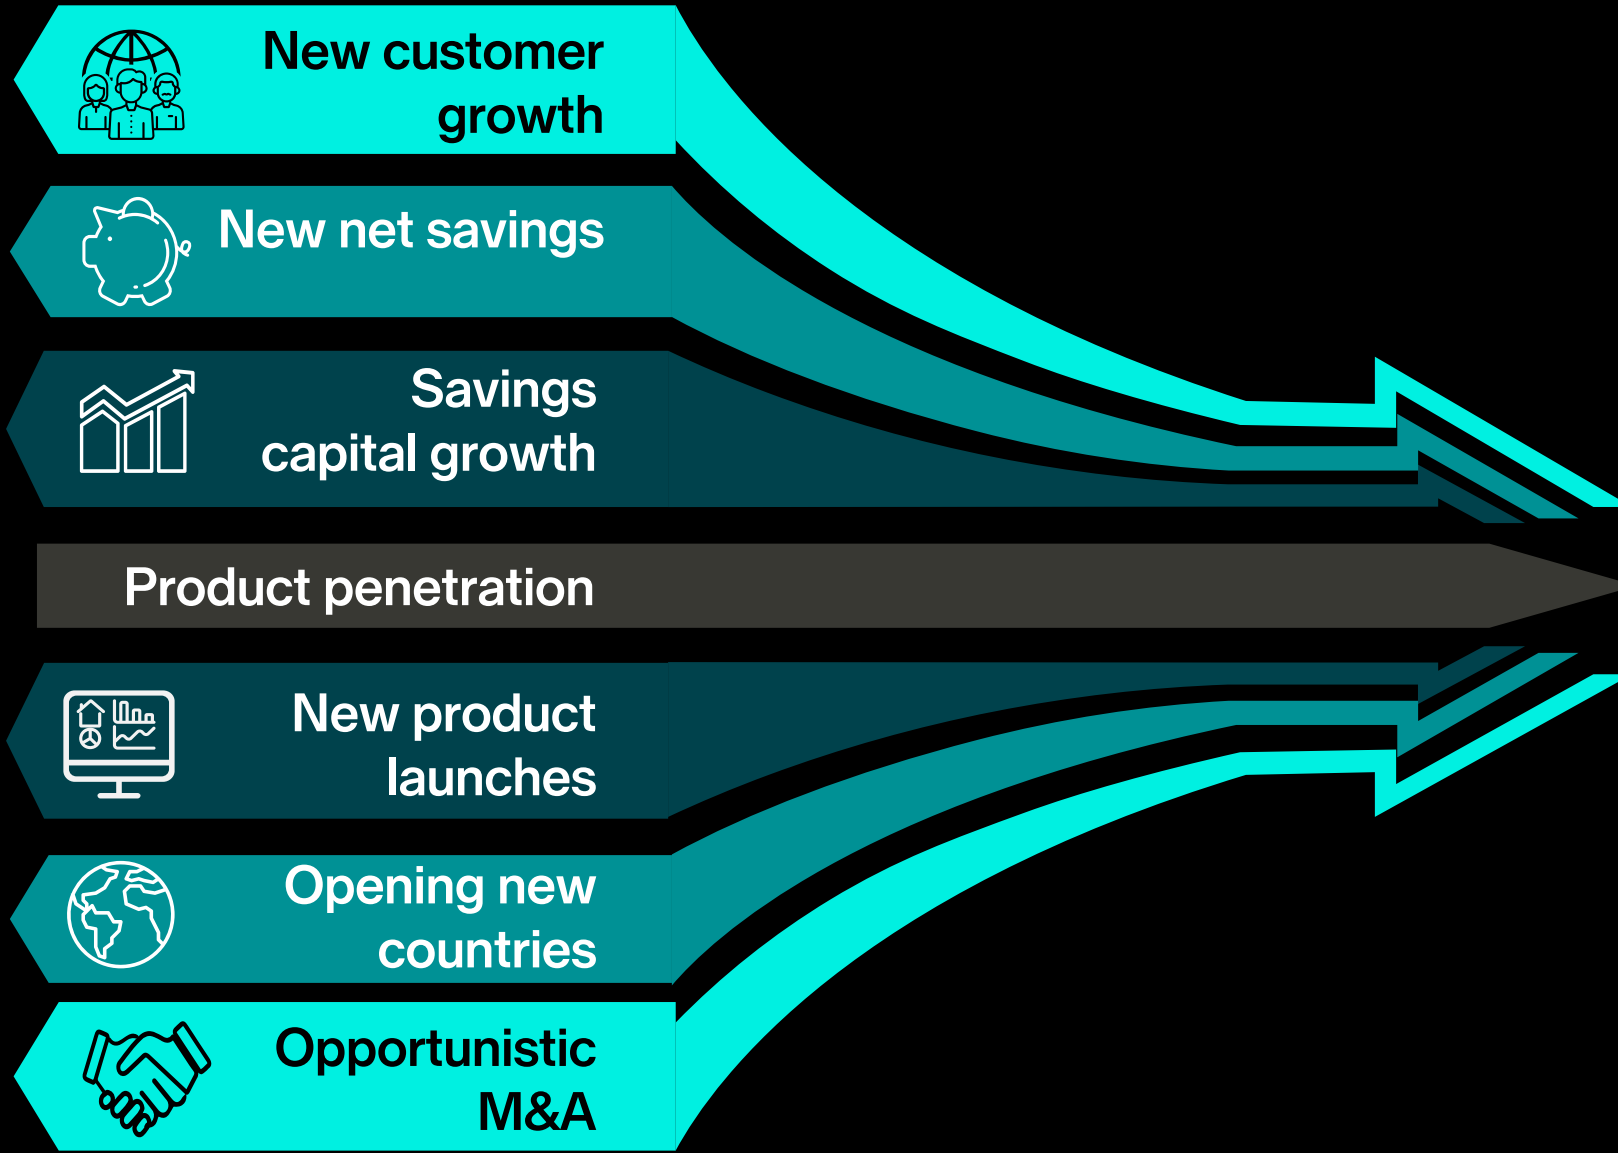 New customer
growth
New net savings
Savings
capital growth
Product penetration
New product
launches
Opening new
countries
Opportunistic
M&A